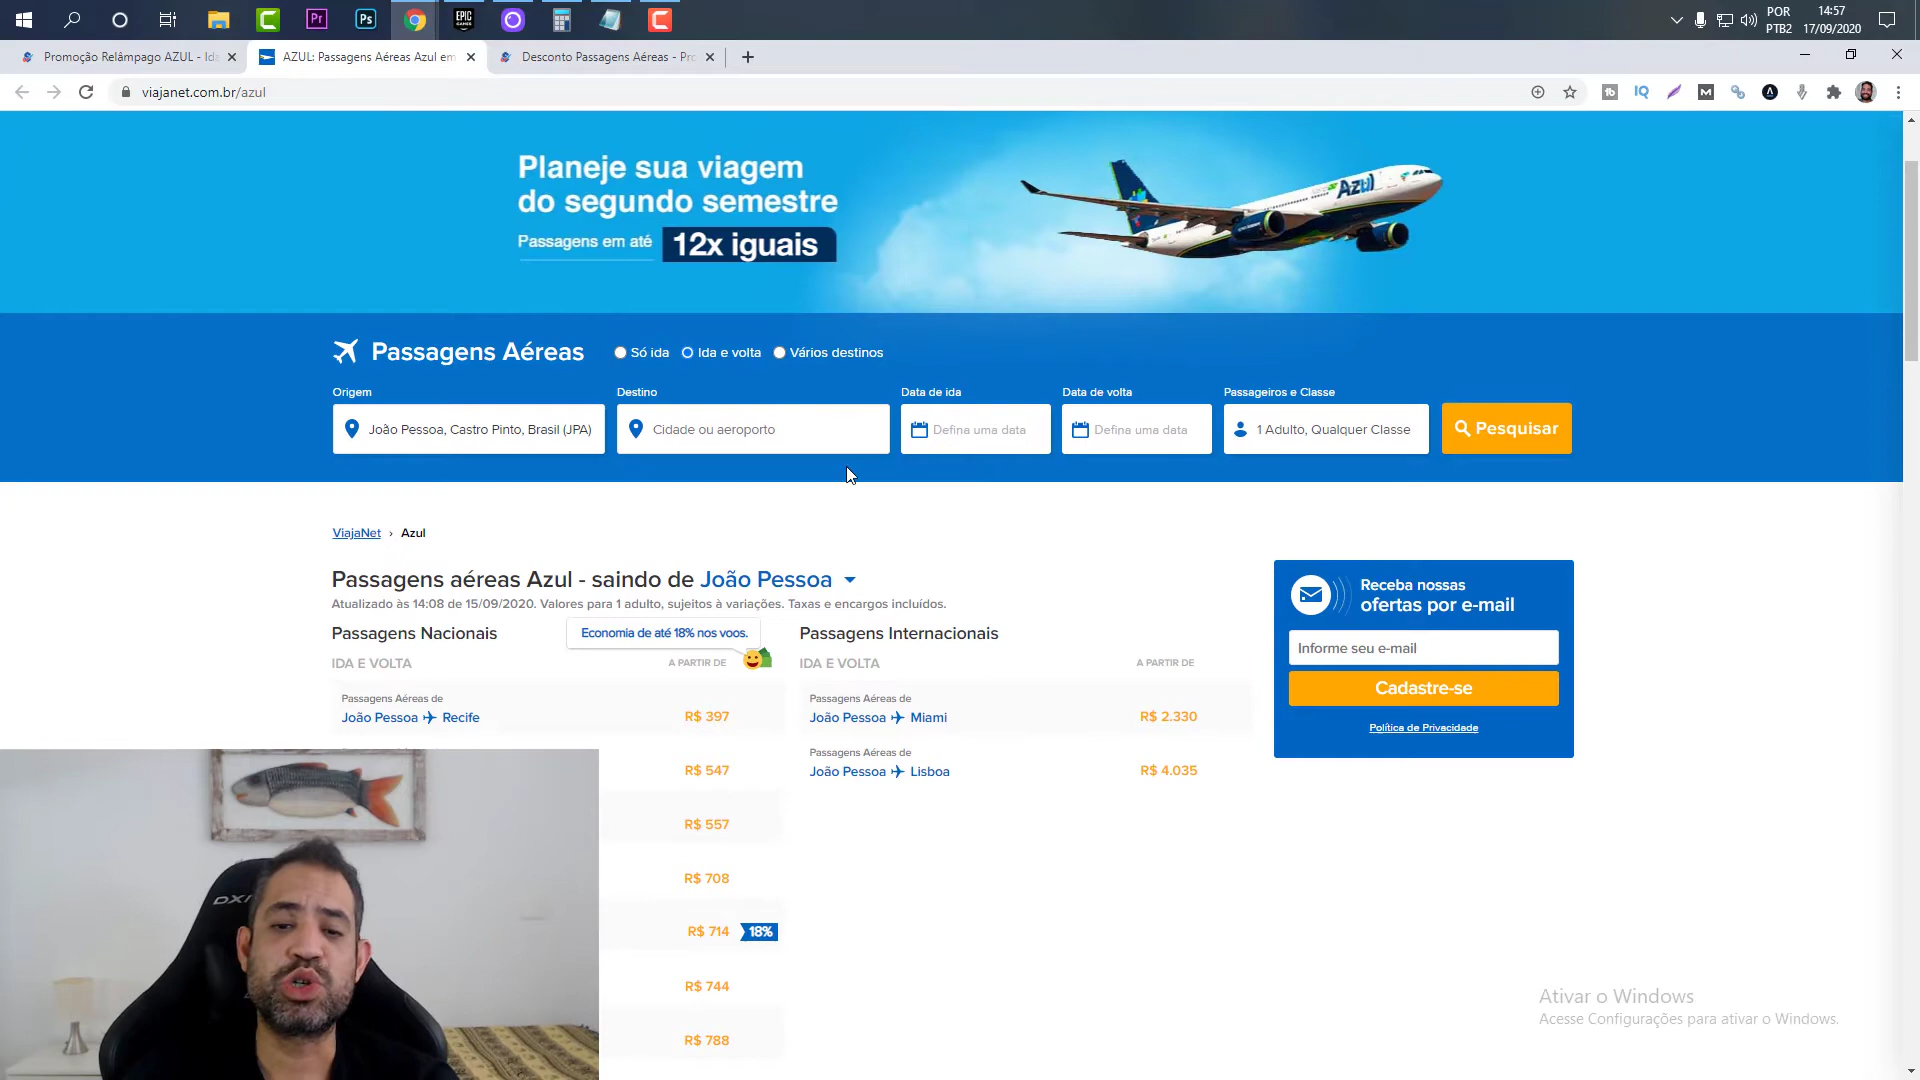 POR
PTB2
14:57
17/09/2020
Promoção Relâmpago AZUL - Ida
AZUL: Passagens Aéreas Azul em
Desconto Passagens Aéreas - Pro
viajanet.com.br/azul
Planeje sua viagem
do segundo semestre
Passagens em até 12x iguais
Azul
Passagens Aéreas
Só ida
Ida e volta
Vários destinos
Origem
Destino
Data de ida
Data de volta
Passageiros e Classe
João Pessoa, Castro Pinto, Brasil (JPA)
Cidade ou aeroporto
Defina uma data
Defina uma data
1 Adulto, Qualquer Classe
Pesquisar
ViajaNet › Azul
Passagens aéreas Azul - saindo de João Pessoa
Atualizado às 14:08 de 15/09/2020. Valores para 1 adulto, sujeitos à variações. Taxas e encargos incluídos.
Passagens Nacionais
Economia de até 18% nos voos.
IDA E VOLTA
A PARTIR DE
Passagens Aéreas de
João Pessoa Recife
R$ 397
R$ 547
R$ 557
R$ 708
R$ 714 18%
R$ 744
R$ 788
Passagens Internacionais
IDA E VOLTA
A PARTIR DE
Passagens Aéreas de
João Pessoa Miami
R$ 2.330
Passagens Aéreas de
João Pessoa Lisboa
R$ 4.035
Receba nossas
ofertas por e-mail
Informe seu e-mail
Cadastre-se
Política de Privacidade
Ativar o Windows
Acesse Configurações para ativar o Windows.